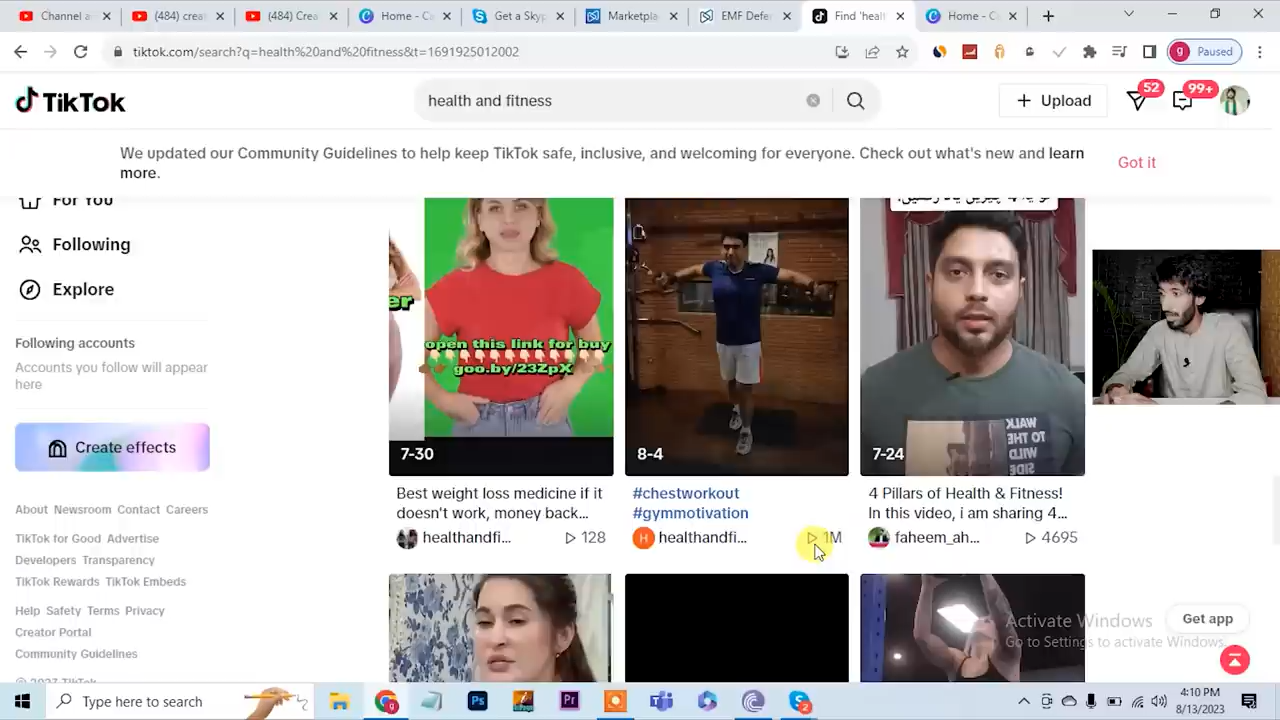 Channel a
(484) crea
(484) Crea
Home - Ca
Get a Skyp
Marketpla
EMF Defer
Find 'healt
Home - C
tiktok.com/search?q=health%20and%20fitness&t=1691925012002
Paused
TikTok
health and fitness
Upload
52
99+
We updated our Community Guidelines to help keep TikTok safe, inclusive, and welcoming for everyone. Check out what's new and learn
more.
Got it
For You
Following
Explore
Following accounts
Accounts you follow will appear
here
Create effects
About Newsroom Contact Careers
TikTok for Good Advertise
Developers Transparency
TikTok Rewards TikTok Embeds
Help Safety Terms Privacy
Creator Portal
Community Guidelines
er
open this link for buy
goo.by/23ZpX
7-30
Best weight loss medicine if it
doesn't work, money back...
healthandfi...
128
8-4
#chestworkout
#gymmotivation
healthandfi...
1M
WALK
TO THE
WILD
SIDE
7-24
4 Pillars of Health & Fitness!
In this video, i am sharing 4...
faheem_ah...
4695
Activate Windows
Go to Settings to activate Windows.
Get app
Type here to search
Ps
Pr
2
4:10 PM
8/13/2023